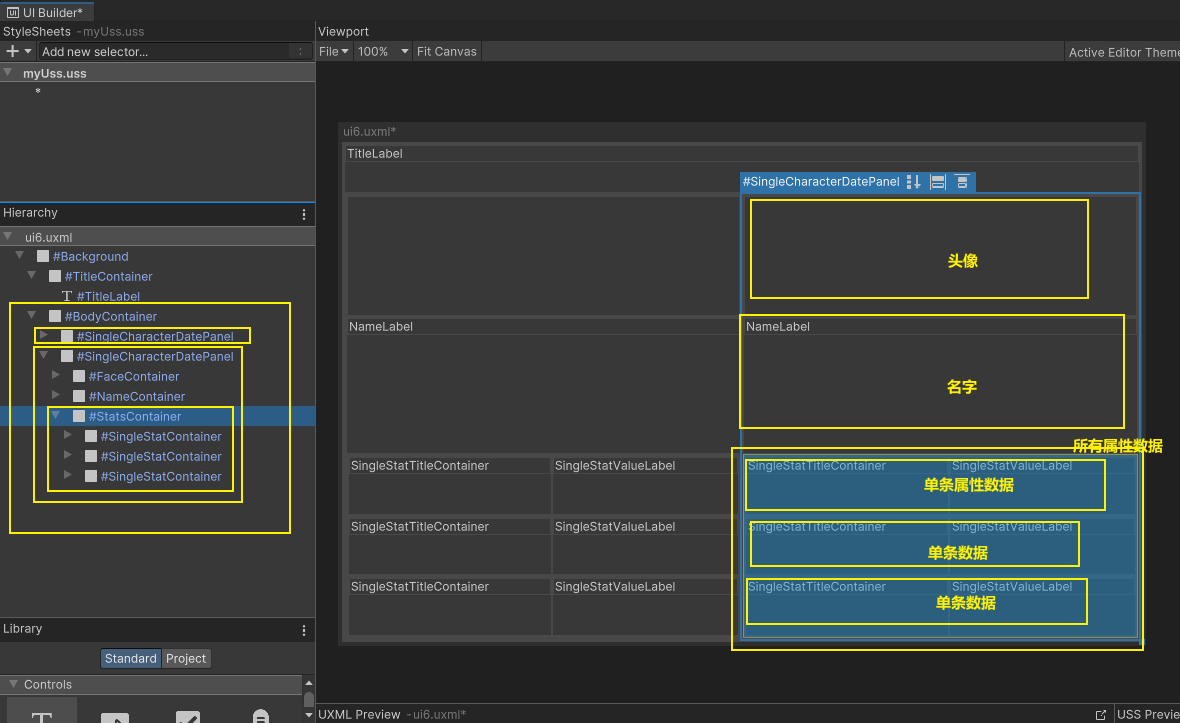 UI Builder*
StyleSheets - myUss.uss
Add new selector...
myUss.uss
*
Hierarchy
ui6.uxml
#Background
#TitleContainer
#TitleLabel
#BodyContainer
#SingleCharacterDatePanel
#SingleCharacterDatePanel
#FaceContainer
#NameContainer
#StatsContainer
#SingleStatContainer
#SingleStatContainer
#SingleStatContainer
Library
Standard Project
Controls
Viewport
File 100% Fit Canvas Active Editor Theme
ui6.uxml*
TitleLabel
#SingleCharacterDatePanel
头像
NameLabel NameLabel
名字
所有属性数据
SingleStatTitleContainer SingleStatValueLabel SingleStatTitleContainer SingleStatValueLabel
单条属性数据
SingleStatTitleContainer SingleStatValueLabel SingleStatTitleContainer SingleStatValueLabel
单条数据
SingleStatTitleContainer SingleStatValueLabel SingleStatTitleContainer SingleStatValueLabel
单条数据
UXML Preview - ui6.uxml* USS Previe